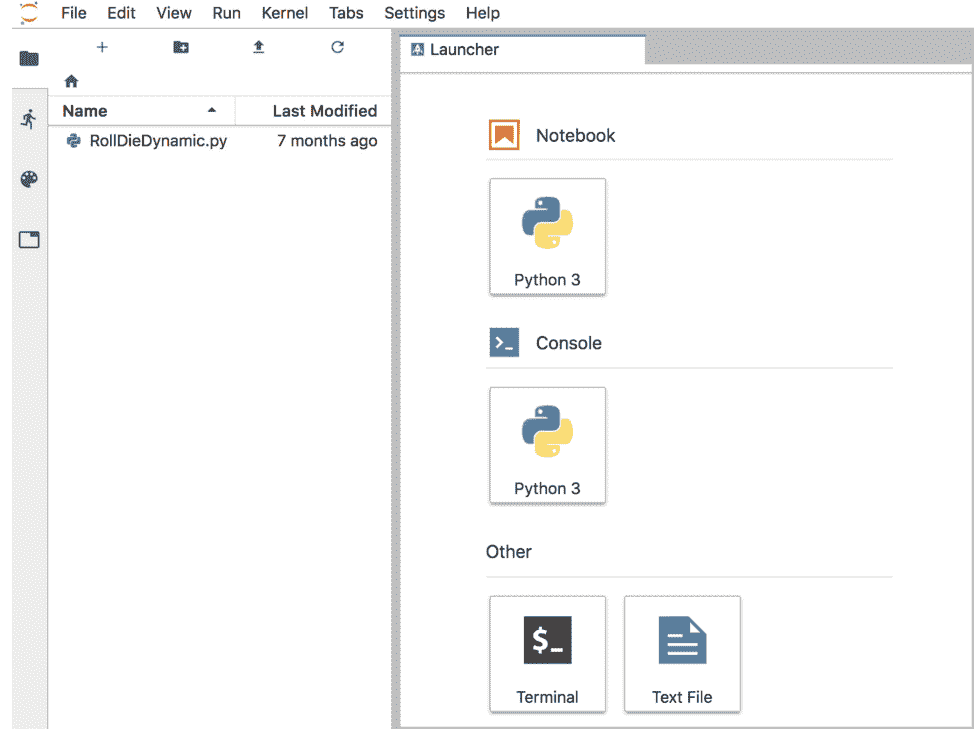 File Edit View Run Kernel Tabs Settings Help
Launcher
Name Last Modified
RollDieDynamic.py 7 months ago
Notebook
Python 3
Console
Python 3
Other
$_
Terminal Text File